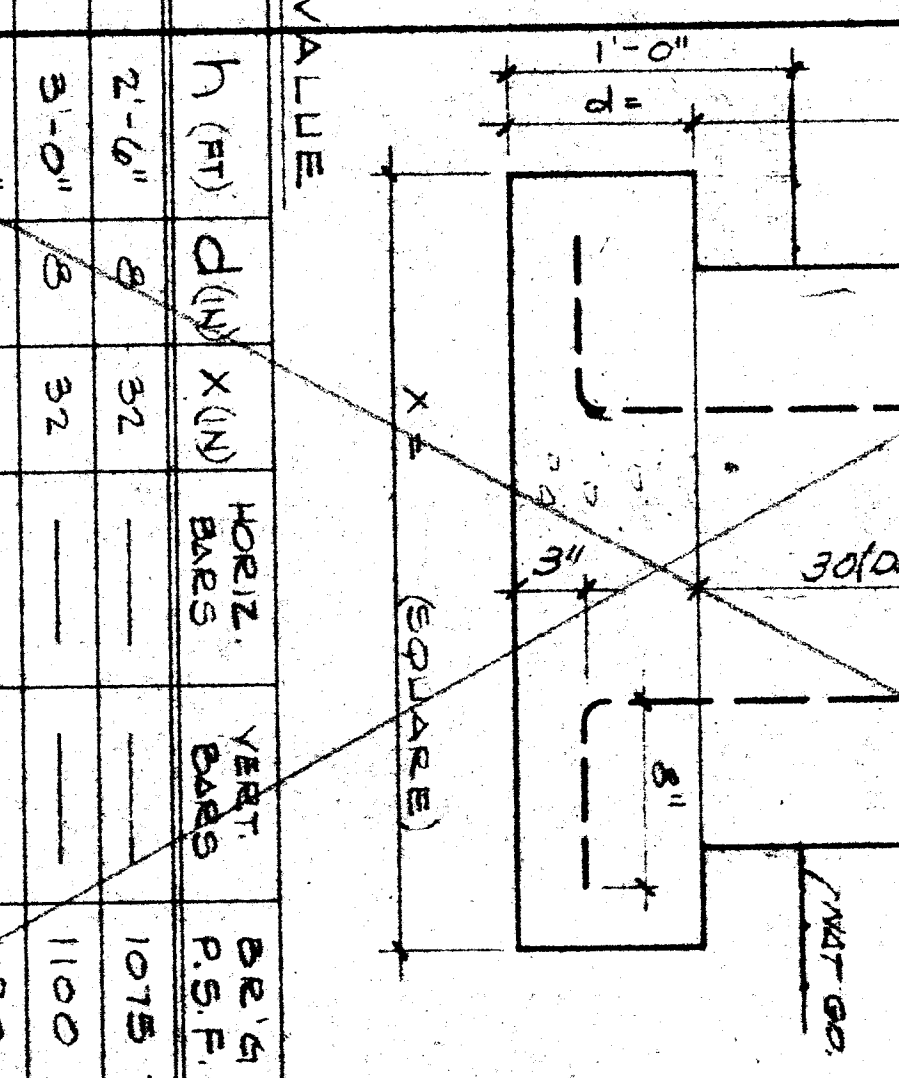 VALUE
1'-0"
d =
NAT GD.
8"
3"
X = (SQUARE)
h (FT) d (IN) X (IN) HORIZ. BARS VERT. BARS BR'G P.S.F.
2'-6" 8 32 — — 1075
3'-0" 8 32 — — 1100